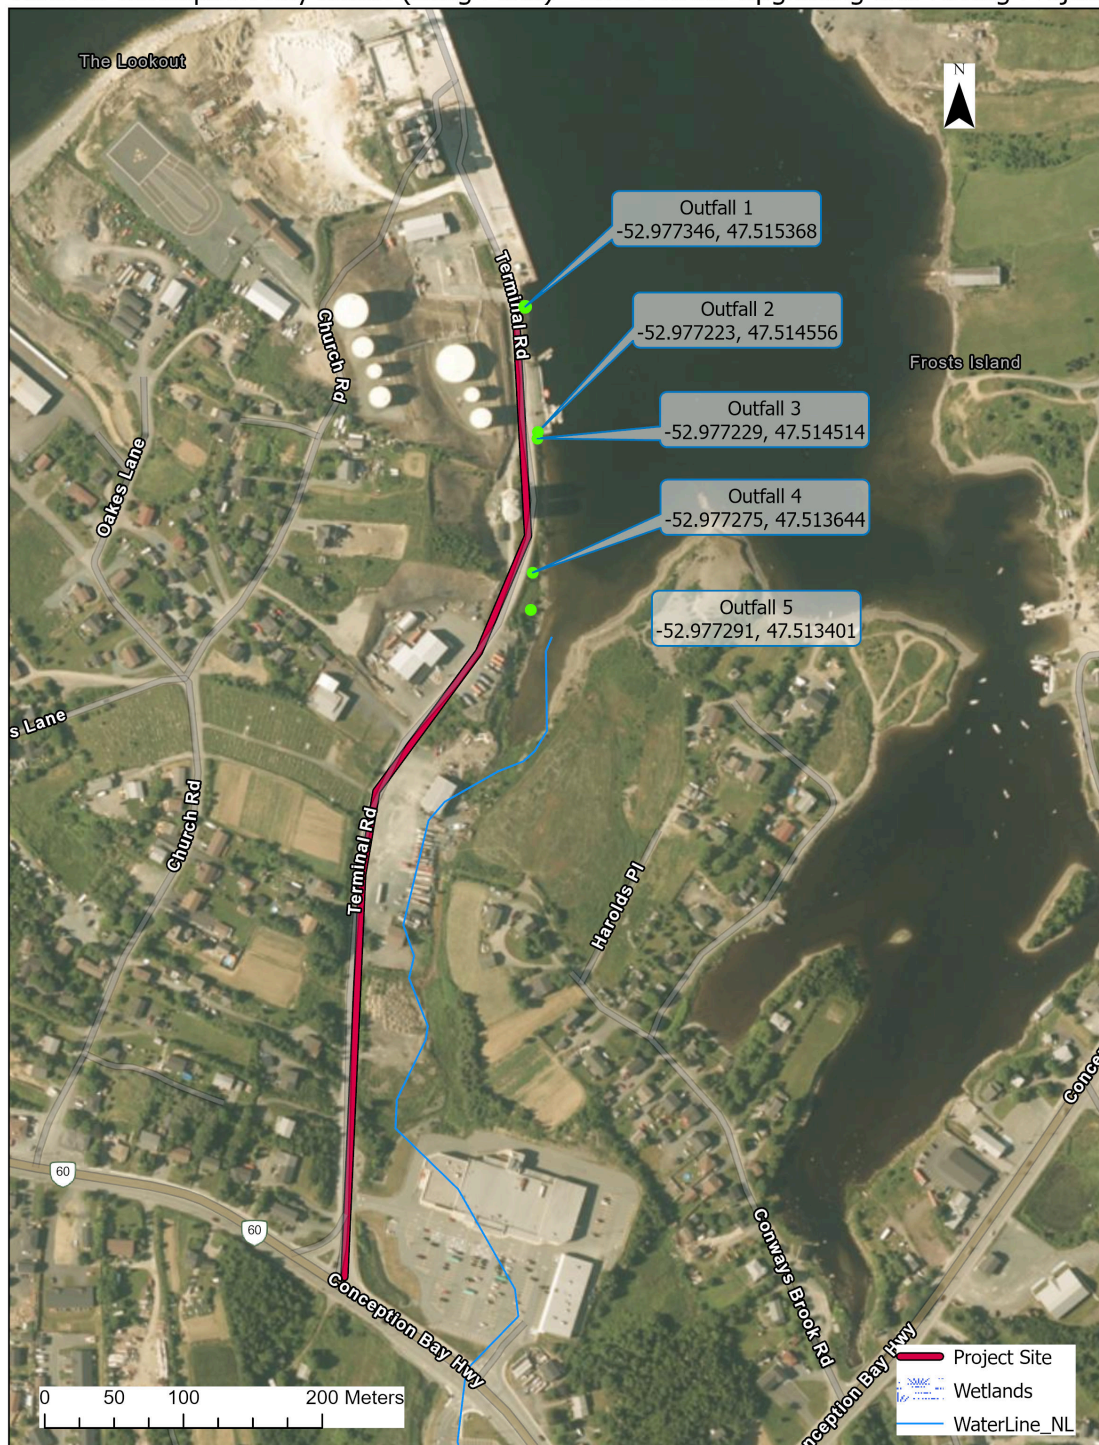 The Lookout
N
Outfall 1
-52.977346, 47.515368
Terminal Rd
Outfall 2
-52.977223, 47.514556
Church Rd
Frosts Island
Outfall 3
-52.977229, 47.514514
Oakes Lane
Outfall 4
-52.977275, 47.513644
Outfall 5
-52.977291, 47.513401
s Lane
Church Rd
Terminal Rd
Harolds Pl
Conce
60
60
Conception Bay Hwy
Conways Brook Rd
nception Bay Hwy
Project Site
Wetlands
WaterLine_NL
0 50 100 200 Meters